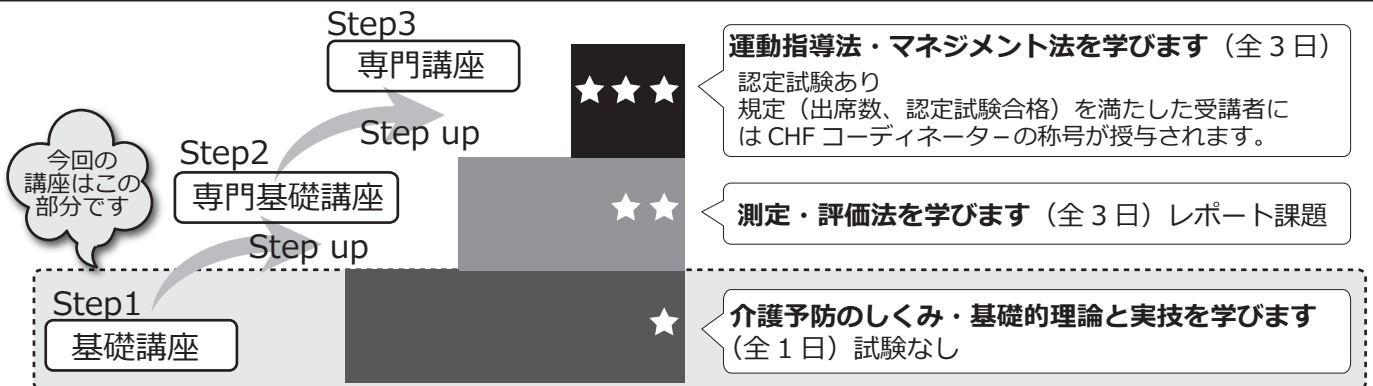 Step3
専門講座
運動指導法・マネジメント法を学びます（全 3 日）
認定試験あり
規定（出席数、認定試験合格）を満たした受講者に
は CHF コーディネーターの称号が授与されます。
Step up
Step2
専門基礎講座
測定・評価法を学びます（全 3 日）レポート課題
Step up
今回の
講座はこの
部分です
Step1
基礎講座
介護予防のしくみ・基礎的理論と実技を学びます
（全 1 日）試験なし